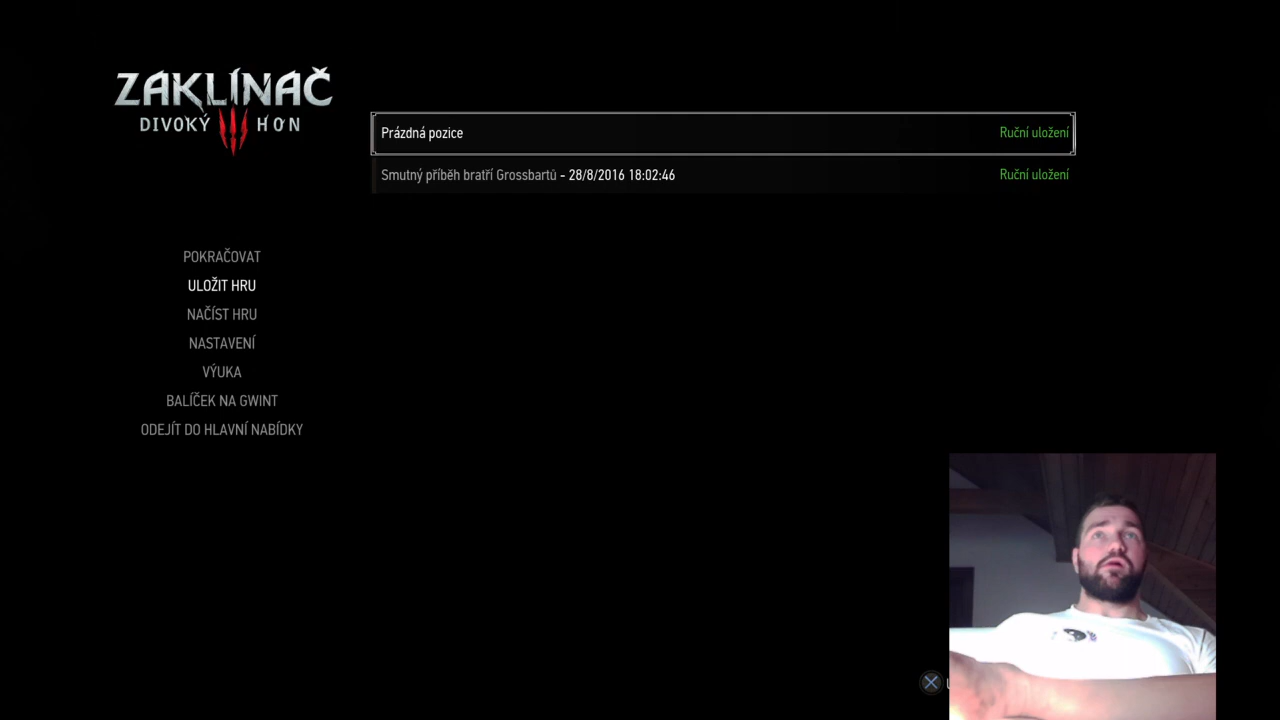 ZAKLÍNAČ
DIVOKÝ III HON
Prázdná pozice Ruční uložení
Smutný příběh bratří Grossbartů - 28/8/2016 18:02:46 Ruční uložení
POKRAČOVAT
ULOŽIT HRU
NAČÍST HRU
NASTAVENÍ
VÝUKA
BALÍČEK NA GWINT
ODEJÍT DO HLAVNÍ NABÍDKY